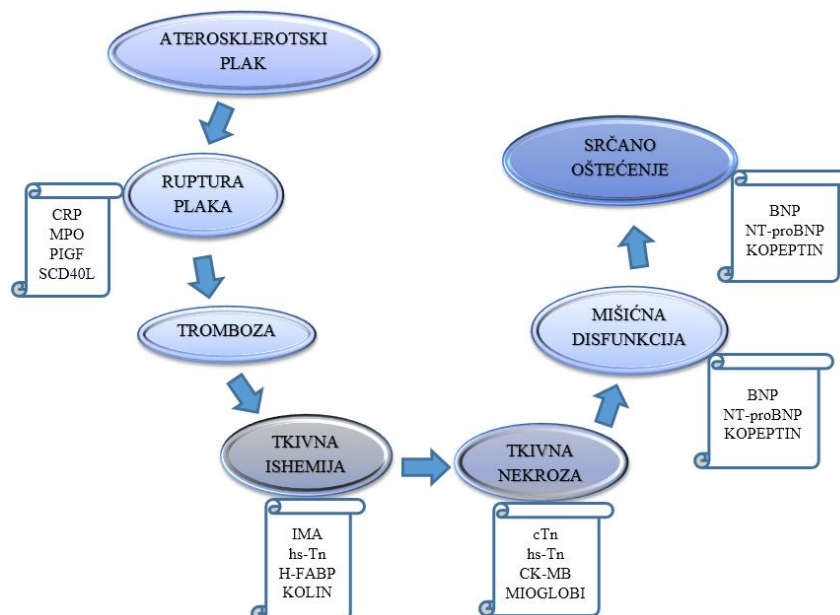 ATEROSKLEROTSKI
PLAK
RUPTURA
PLAKA
CRP
MPO
PIGF
SCD40L
TROMBOZA
TKIVNA
ISHEMIJA
IMA
hs-Tn
H-FABP
KOLIN
TKIVNA
NEKROZA
cTn
hs-Tn
CK-MB
MIOGLOBI
MIŠIĆNA
DISFUNKCIJA
BNP
NT-proBNP
KOPEPTIN
SRČANO
OŠTEĆENJE
BNP
NT-proBNP
KOPEPTIN